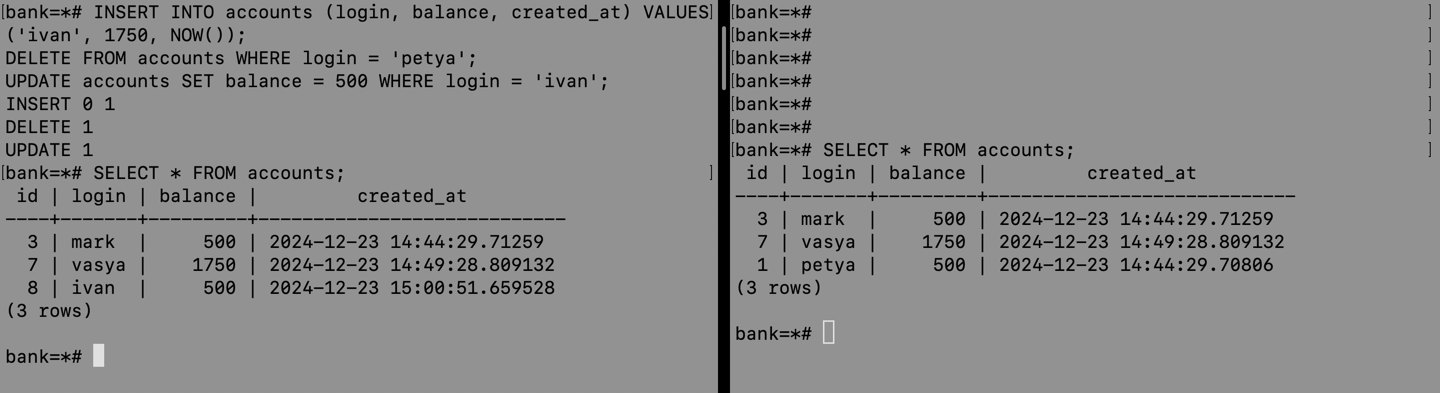 [bank=*# INSERT INTO accounts (login, balance, created_at) VALUES]
('ivan', 1750, NOW());
DELETE FROM accounts WHERE login = 'petya';
UPDATE accounts SET balance = 500 WHERE login = 'ivan';
INSERT 0 1
DELETE 1
UPDATE 1
[bank=*# SELECT * FROM accounts; ]
 id | login | balance |         created_at
----+-------+---------+----------------------------
  3 | mark  |     500 | 2024-12-23 14:44:29.71259
  7 | vasya |    1750 | 2024-12-23 14:49:28.809132
  8 | ivan  |     500 | 2024-12-23 15:00:51.659528
(3 rows)
bank=*#
[bank=*# ]
[bank=*# ]
[bank=*# ]
[bank=*# ]
[bank=*# ]
[bank=*# ]
[bank=*# SELECT * FROM accounts; ]
 id | login | balance |         created_at
----+-------+---------+----------------------------
  3 | mark  |     500 | 2024-12-23 14:44:29.71259
  7 | vasya |    1750 | 2024-12-23 14:49:28.809132
  1 | petya |     500 | 2024-12-23 14:44:29.70806
(3 rows)
bank=*#